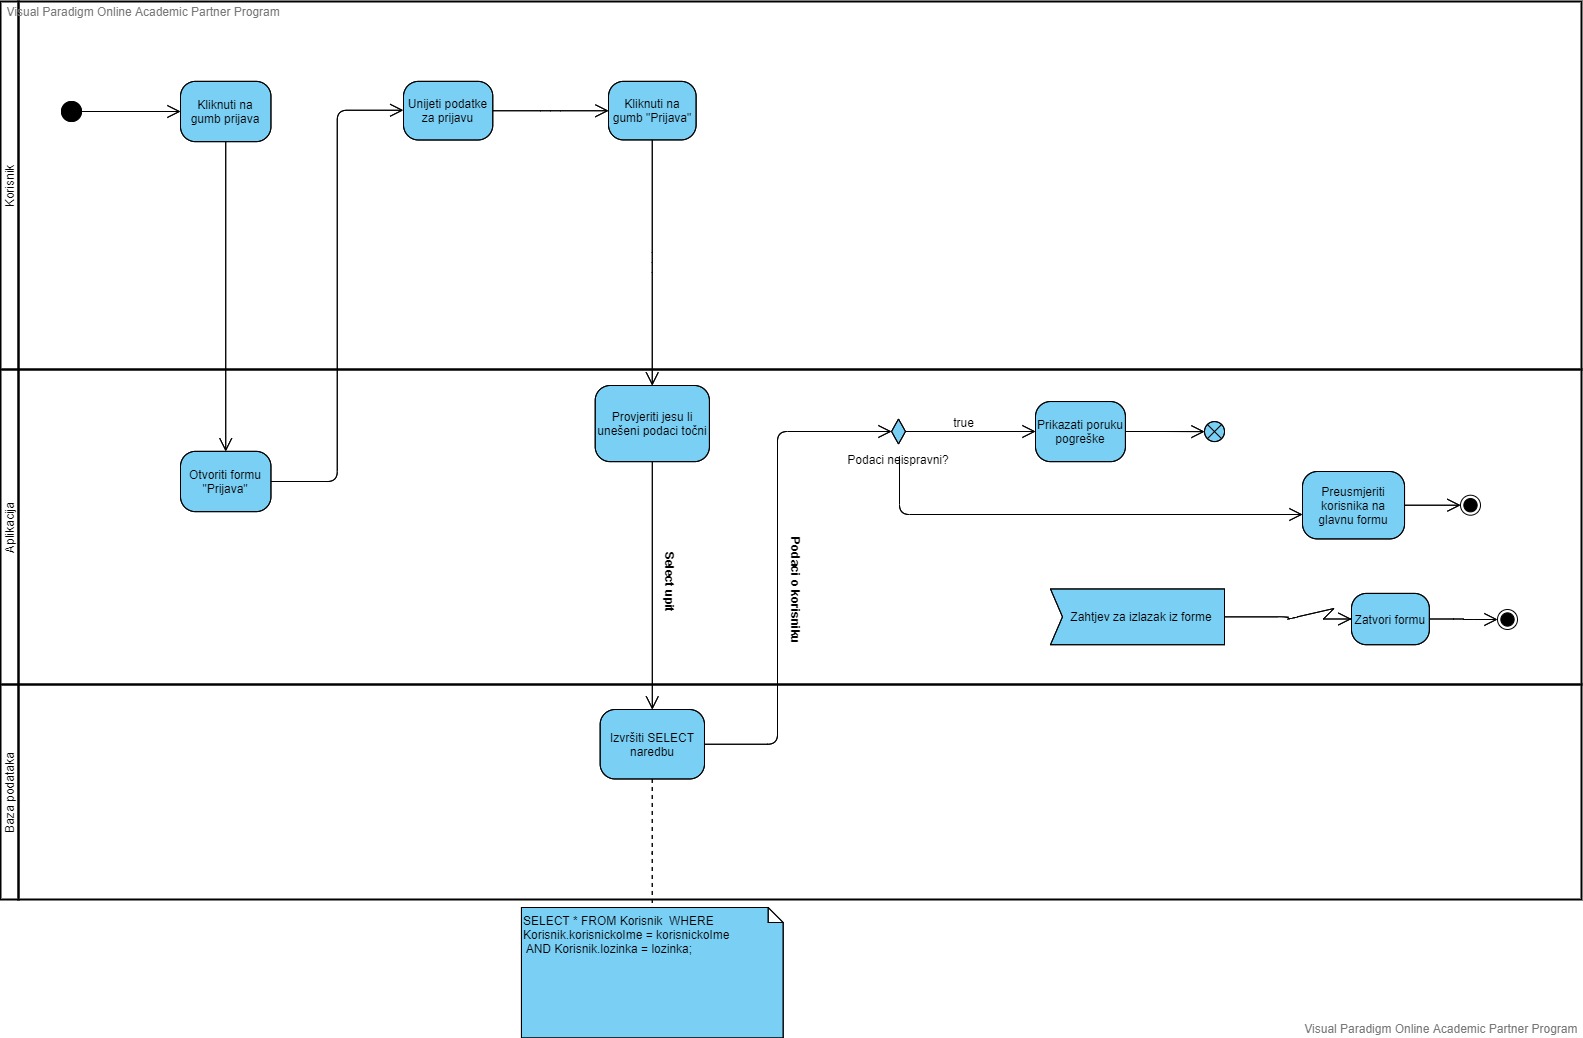 Visual Paradigm Online Academic Partner Program
Korisnik
Kliknuti na
gumb prijava
Unijeti podatke
za prijavu
Kliknuti na
gumb "Prijava"
Aplikacija
Otvoriti formu
"Prijava"
Provjeriti jesu li
unešeni podaci točni
Select upit
Podaci o korisniku
true
Podaci neispravni?
Prikazati poruku
pogreške
Preusmjeriti
korisnika na
glavnu formu
Zahtjev za izlazak iz forme
Zatvori formu
Baza podataka
Izvršiti SELECT
naredbu
SELECT * FROM Korisnik  WHERE
Korisnik.korisnickoIme = korisnickoIme
AND Korisnik.lozinka = lozinka;
Visual Paradigm Online Academic Partner Program